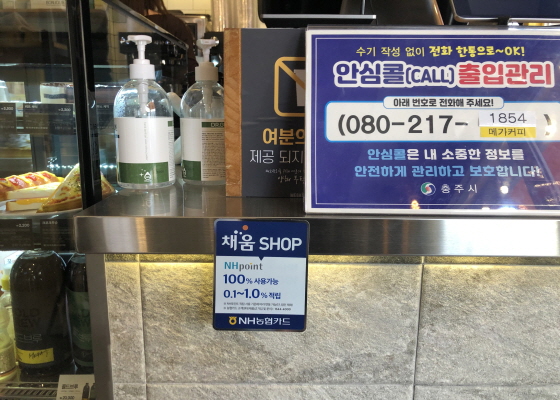 수기 작성 없이 전화 한통으로~OK!
안심콜(CALL) 출입관리
아래 번호로 전화해 주세요!
(080-217- 1854 )
메가커피
안심콜은 내 소중한 정보를
안전하게 관리하고 보호합니다!
충주시
여분의
제공 되지
채움 SHOP
NHpoint
100% 사용가능
0.1~1.0% 적립
NH농협카드